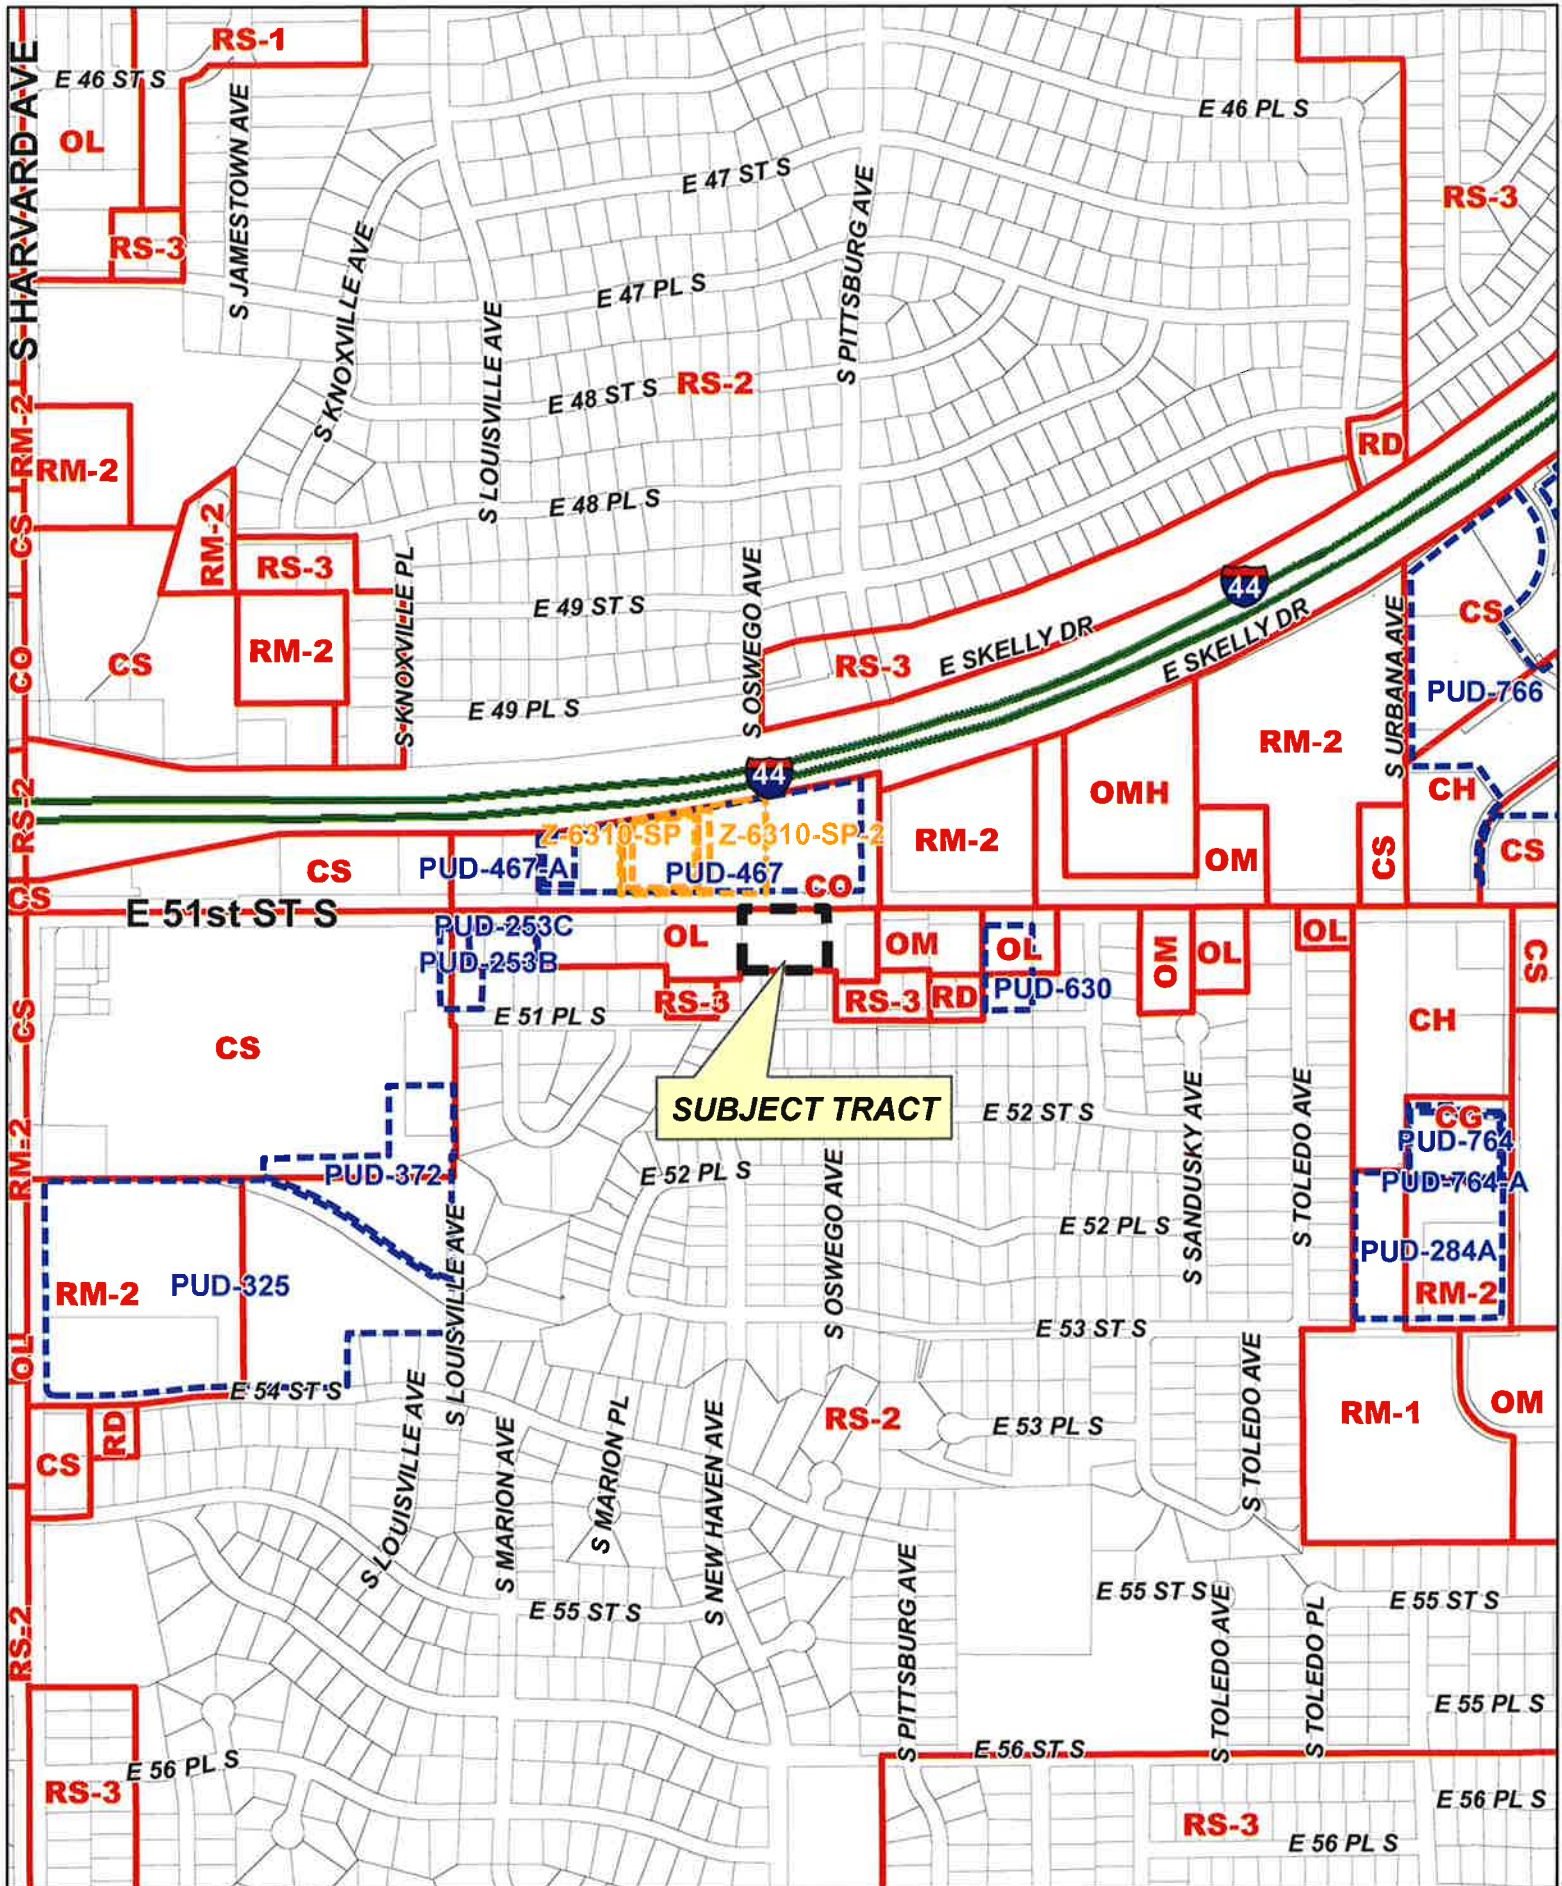 RS-1
E 46 ST S
S HARVARD AVE
OL
S JAMESTOWN AVE
E 46 PL S
RS-3
RS-3
E 47 ST S
S PITTSBURG AVE
S KNOXVILLE AVE
E 47 PL S
S LOUISVILLE AVE
E 48 ST S
RS-2
RM-2
RM-2
RD
E 48 PL S
CS
RM-2
RS-3
S KNOXVILLE PL
S OSWEGO AVE
E 49 ST S
44
S URBANA AVE
CS
CO
CS
RM-2
RS-3
E SKELLY DR
E SKELLY DR
PUD-766
E 49 PL S
RM-2
44
OMH
CH
RS-2
Z-6310-SP
Z-6310-SP-2
RM-2
CS
PUD-467-A
PUD-467
CO
OM
CS
CS
CS
E 51st ST S
PUD-253C
OL
OM
OL
OM
OL
OL
CS
PUD-253B
RS-3
RS-3
RD
PUD-630
E 51 PL S
CS
CS
CH
SUBJECT TRACT
E 52 ST S
S SANDUSKY AVE
S TOLEDO AVE
CG
PUD-764
RM-2
PUD-372
E 52 PL S
S OSWEGO AVE
PUD-764-A
E 52 PL S
S LOUISVILLE AVE
PUD-284A
RM-2
PUD-325
RM-2
E 53 ST S
OL
E 54 ST S
S LOUISVILLE AVE
S TOLEDO AVE
RM-1
OM
RS-2
E 53 PL S
RD
CS
S MARION AVE
S MARION PL
S NEW HAVEN AVE
S PITTSBURG AVE
E 55 ST S
E 55 ST S
E 55 ST S
RS-2
S TOLEDO AVE
S TOLEDO PL
E 55 PL S
E 56 ST S
E 56 PL S
RS-3
E 56 PL S
RS-3
E 56 PL S